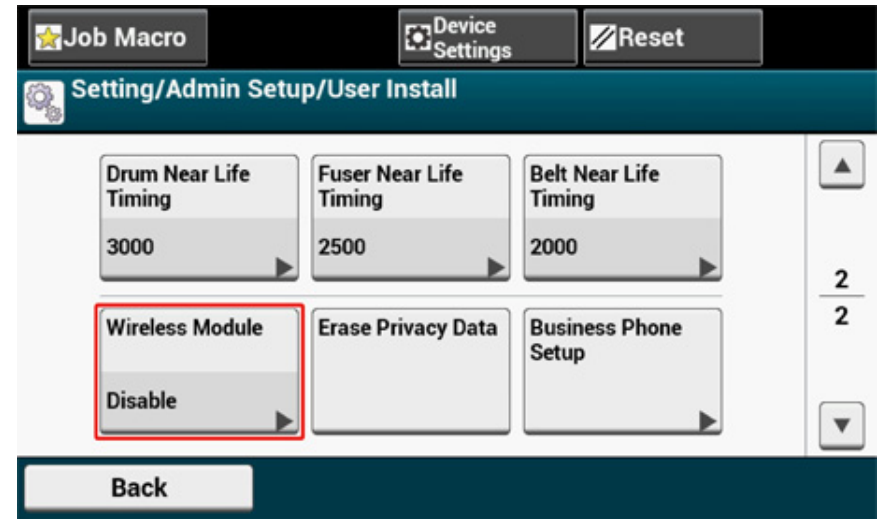 Job Macro
Device
Settings
Reset
Setting/Admin Setup/User Install
Drum Near Life
Timing
3000
Fuser Near Life
Timing
2500
Belt Near Life
Timing
2000
2
2
Wireless Module
Disable
Erase Privacy Data
Business Phone
Setup
Back